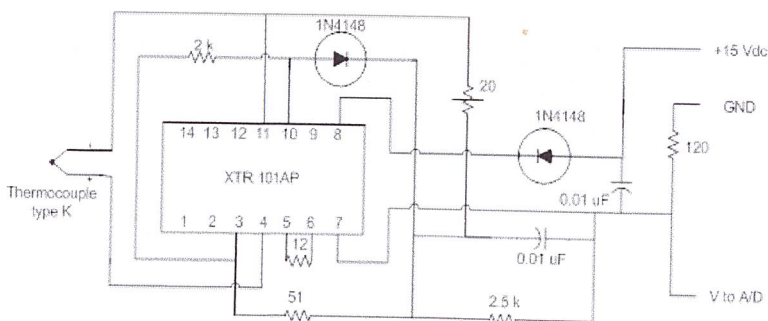 1N4148
2 k
+15 Vdc
20
1N4148
GND
14 13 12 11 10 9 8
120
XTR 101AP
- 
+
Thermocouple
type K
0.01 uF
1 2 3 4 5 6 7
12
0.01 uF
51
2.5 k
V to A/D